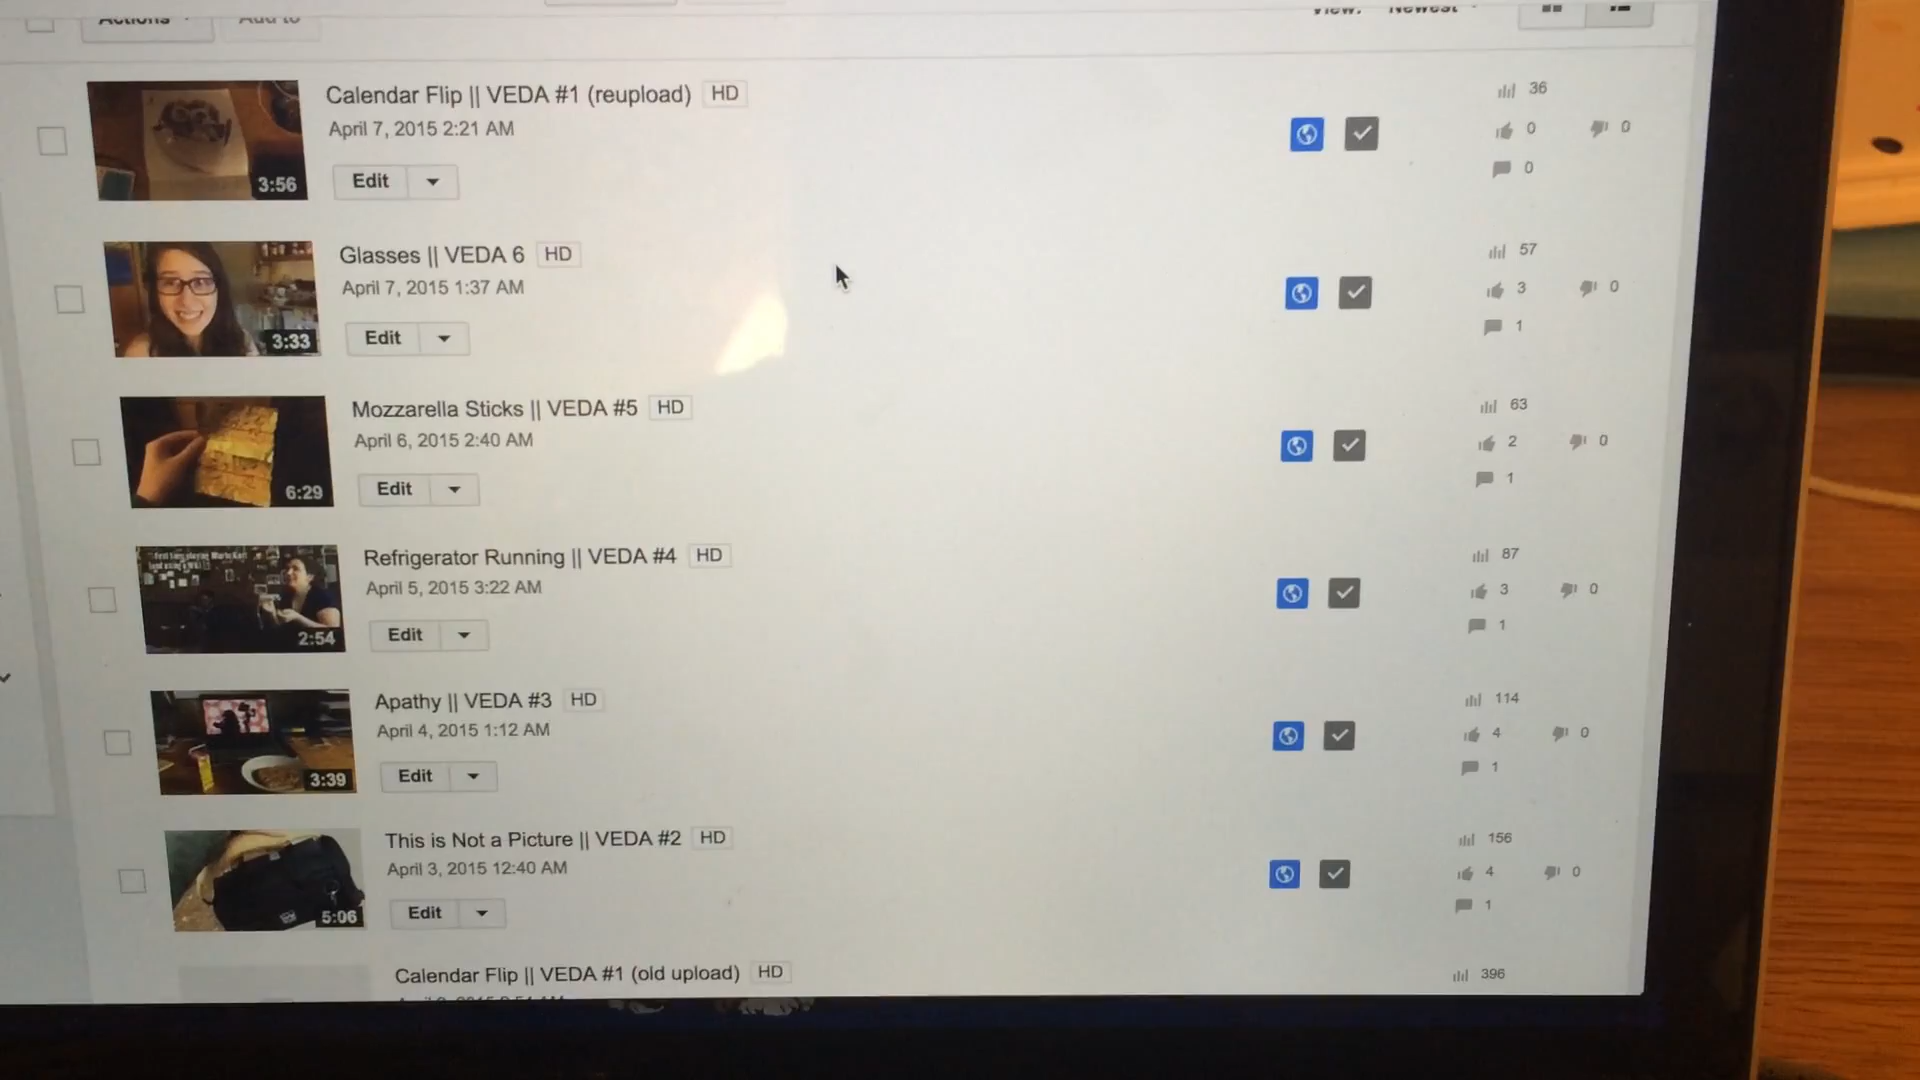 Actions Add to View: Newest
Calendar Flip || VEDA #1 (reupload) HD 36
April 7, 2015 2:21 AM 0 0
Edit 0
3:56
Glasses || VEDA 6 HD 57
April 7, 2015 1:37 AM 3 0
Edit 1
3:33
Mozzarella Sticks || VEDA #5 HD 63
April 6, 2015 2:40 AM 2 0
Edit 1
6:29
Refrigerator Running || VEDA #4 HD 87
April 5, 2015 3:22 AM 3 0
Edit 1
2:54
Apathy || VEDA #3 HD 114
April 4, 2015 1:12 AM 4 0
Edit 1
3:39
This is Not a Picture || VEDA #2 HD 156
April 3, 2015 12:40 AM 4 0
Edit 1
5:06
Calendar Flip || VEDA #1 (old upload) HD 396